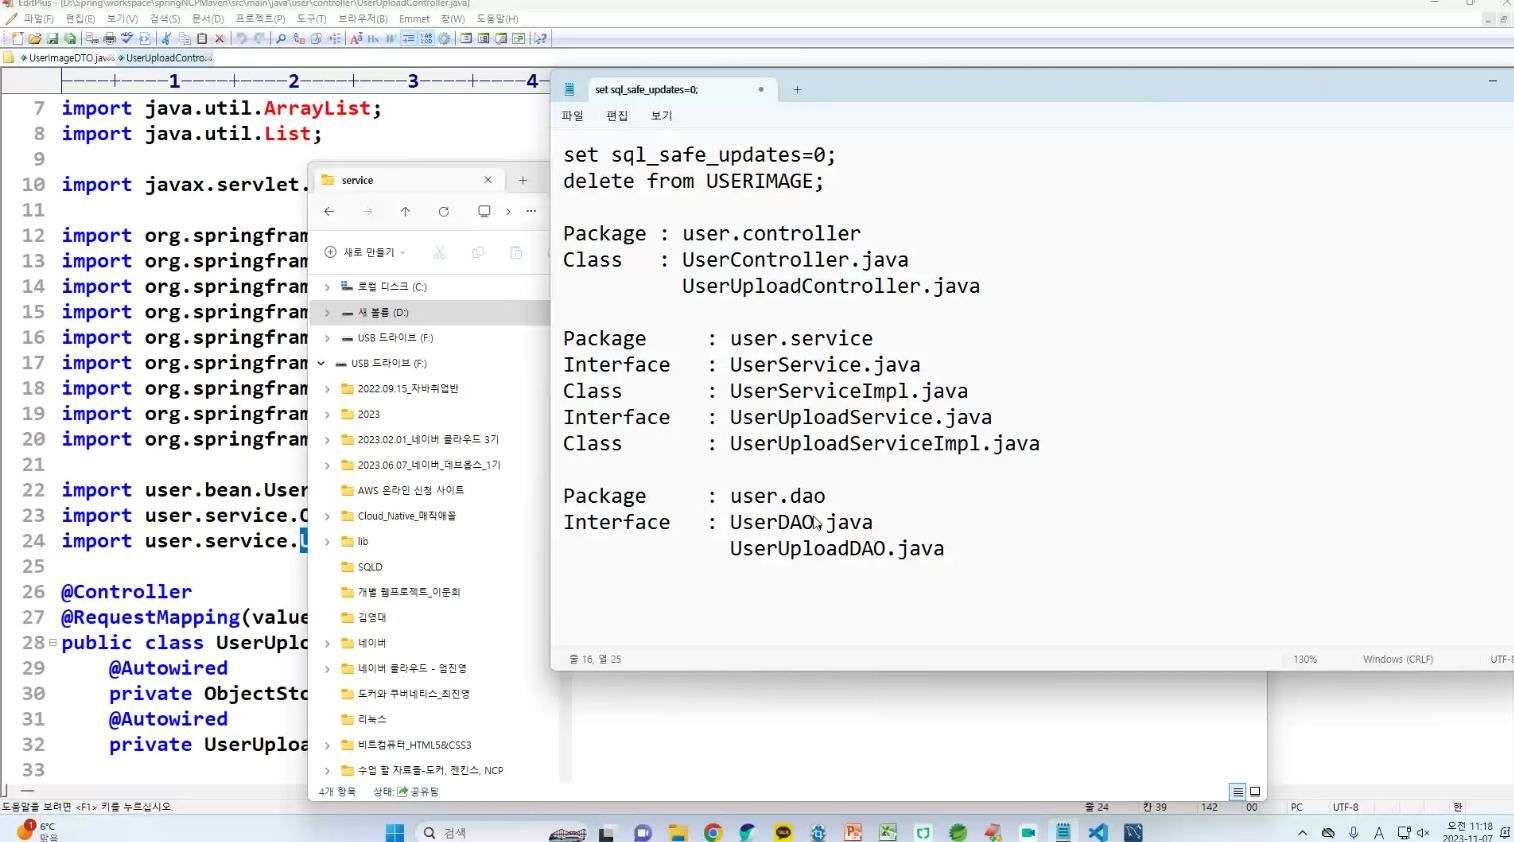 EditPlus - [D:\Spring\workspace\springNCPMaven\src\main\java\user\controller\UserUploadController.java]
파일(F) 편집(E) 보기(V) 검색(S) 문서(D) 프로젝트(P) 도구(T) 브라우저(B) Emmet 창(W) 도움말(H)
UserImageDTO.java UserUploadContro
1 2 3 4
7 import java.util.ArrayList;
8 import java.util.List;
9
10 import javax.servlet.
11
12 import org.springfram
13 import org.springfram
14 import org.springfram
15 import org.springfram
16 import org.springfram
17 import org.springfram
18 import org.springfram
19 import org.springfram
20 import org.springfram
21
22 import user.bean.User
23 import user.service.O
24 import user.service.U
25
26 @Controller
27 @RequestMapping(value
28 public class UserUplo
29 @Autowired
30 private ObjectSto
31 @Autowired
32 private UserUploa
33
service
새로 만들기
로컬 디스크 (C:)
새 볼륨 (D:)
USB 드라이브 (F:)
USB 드라이브 (F:)
2022.09.15_자바취업반
2023
2023.02.01_네이버 클라우드 3기
2023.06.07_네이버_데브옵스_1기
AWS 온라인 신청 사이트
Cloud_Native_매직애꼴
lib
SQLD
개별 웹프로젝트_이문희
김영대
네이버
네이버 클라우드 - 엄진영
도커와 쿠버네티스_최진영
리눅스
비트컴퓨터_HTML5&CSS3
수업 할 자료들-도커, 젠킨스, NCP
4개 항목 상태: 공유됨
set sql_safe_updates=0;
파일 편집 보기
set sql_safe_updates=0;
delete from USERIMAGE;
Package : user.controller
Class : UserController.java
UserUploadController.java
Package : user.service
Interface : UserService.java
Class : UserServiceImpl.java
Interface : UserUploadService.java
Class : UserUploadServiceImpl.java
Package : user.dao
Interface : UserDAO.java
UserUploadDAO.java
줄 16, 열 25 130% Windows (CRLF) UTF-8
도움말을 보려면 <F1> 키를 누르십시오. 줄 24 칸 39 142 00 PC UTF-8 한
6°C
맑음
검색
TALK
A
오전 11:18
2023-11-07